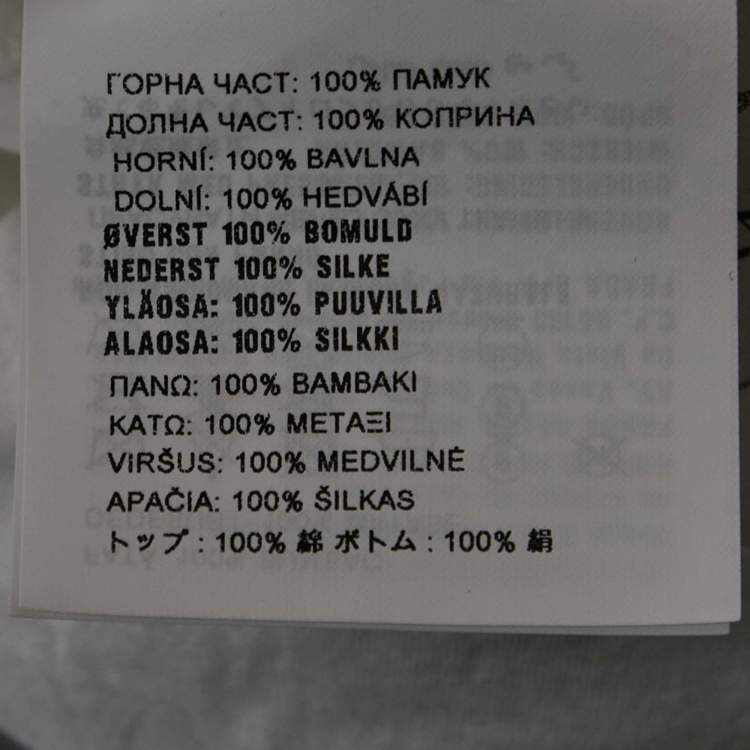 ГОРНА ЧАСТ: 100% ПАМУК
ДОЛНА ЧАСТ: 100% КОПРИНА
HORNÍ: 100% BAVLNA
DOLNÍ: 100% HEDVÁBÍ
ØVERST 100% BOMULD
NEDERST 100% SILKE
YLÄOSA: 100% PUUVILLA
ALAOSA: 100% SILKKI
ΠΑΝΩ: 100% ΒΑΜΒΑΚΙ
ΚΑΤΩ: 100% ΜΕΤΑΞΙ
VIRŠUS: 100% MEDVILNĖ
APAČIA: 100% ŠILKAS
トップ : 100% 綿 ボトム : 100% 絹